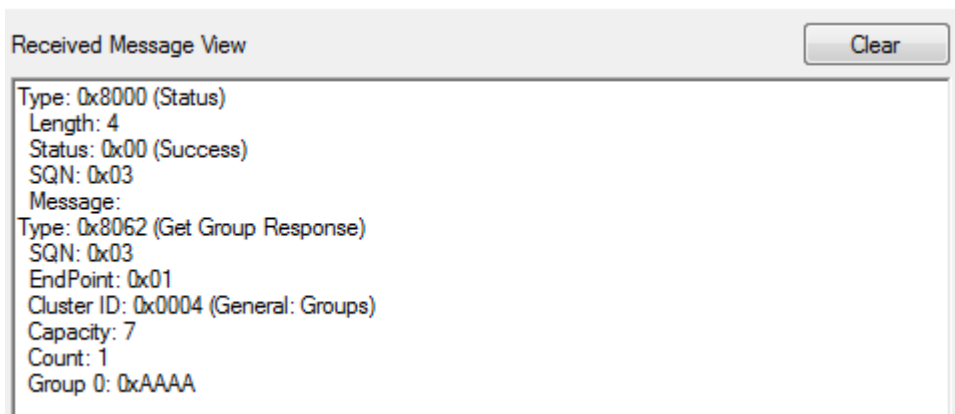 Received Message View
Clear
Type: 0x8000 (Status)
Length: 4
Status: 0x00 (Success)
SQN: 0x03
Message:
Type: 0x8062 (Get Group Response)
SQN: 0x03
EndPoint: 0x01
Cluster ID: 0x0004 (General: Groups)
Capacity: 7
Count: 1
Group 0: 0xAAAA